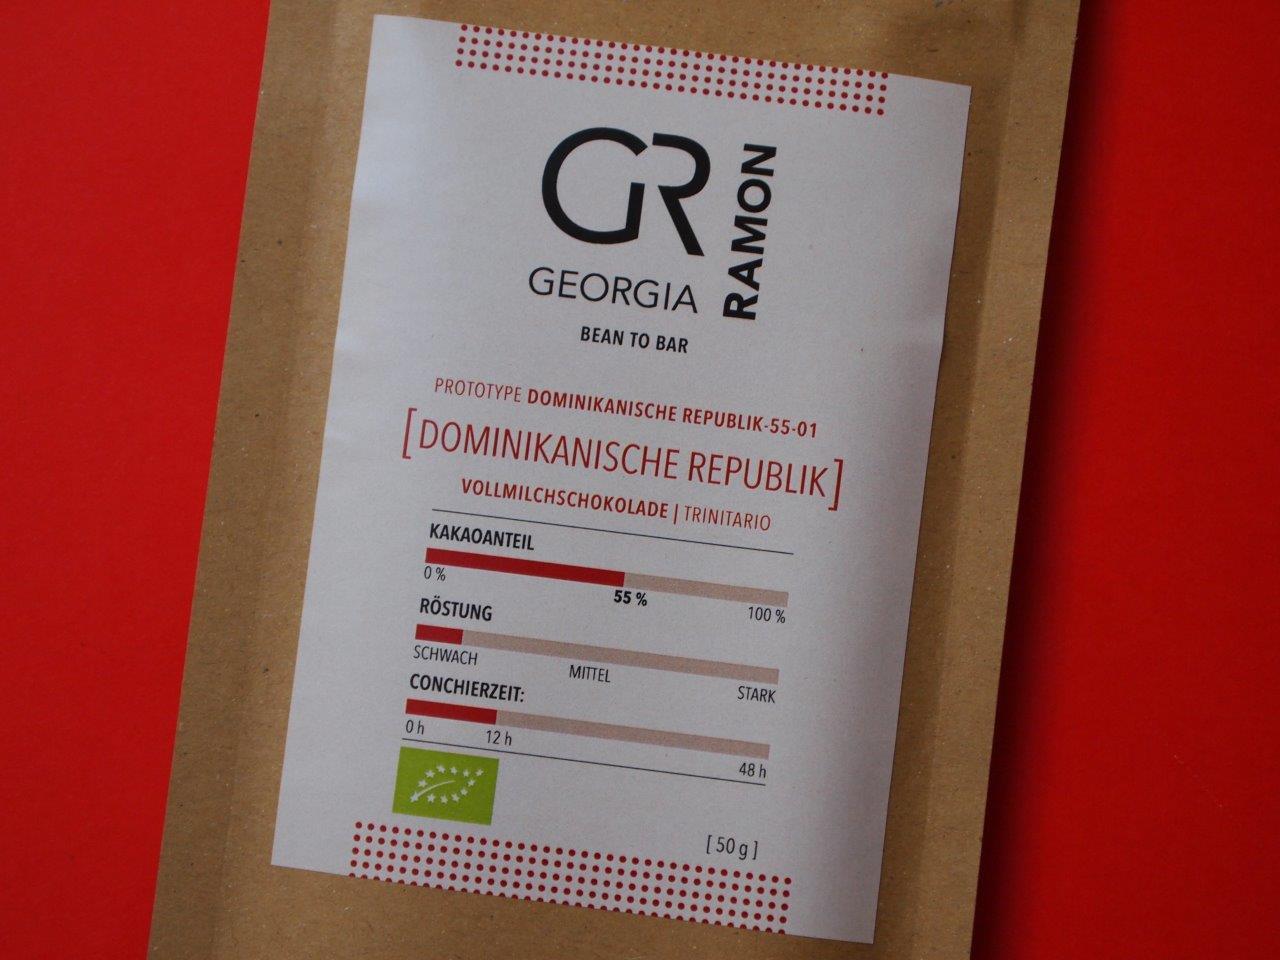 GR
GEORGIA
RAMON
BEAN TO BAR
PROTOTYPE DOMINIKANISCHE REPUBLIK-55-01
[DOMINIKANISCHE REPUBLIK]
VOLLMILCHSCHOKOLADE | TRINITARIO
KAKAOANTEIL
0 % 55 % 100 %
RÖSTUNG
SCHWACH MITTEL STARK
CONCHIERZEIT:
0 h 12 h 48 h
[ 50 g ]